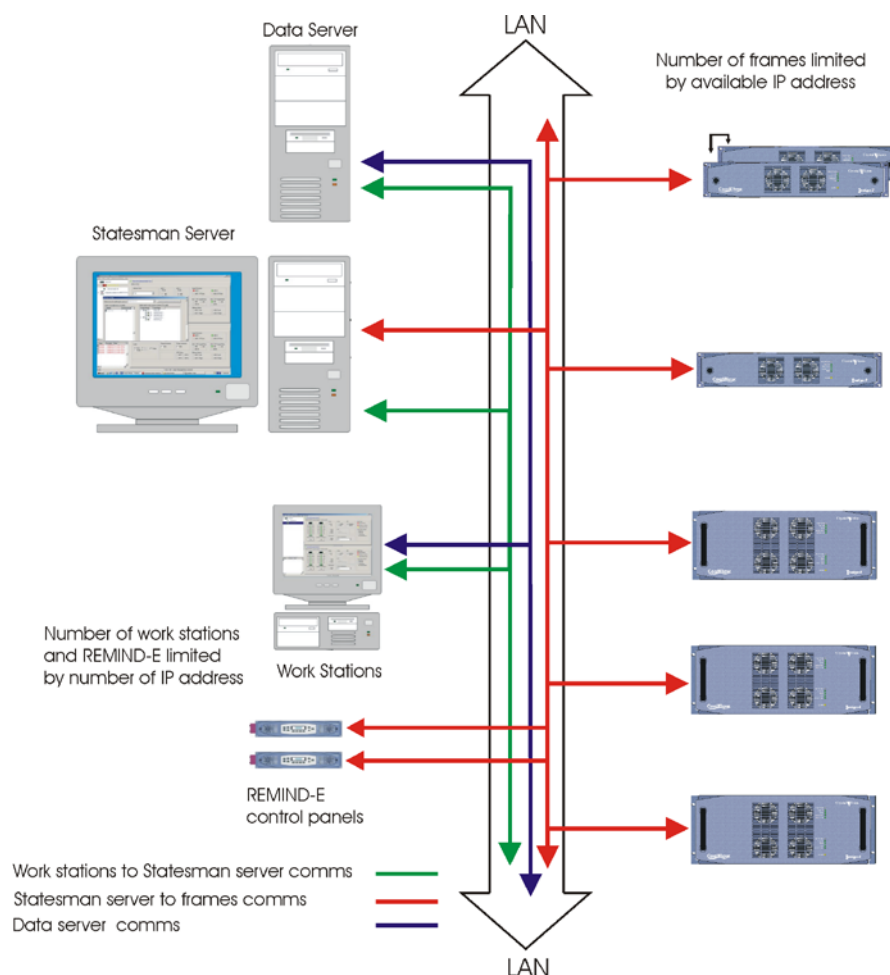 LAN
Data Server
Number of frames limited
by available IP address
Statesman Server
Number of work stations
and REMIND-E limited
by number of IP address
Work Stations
REMIND-E
control panels
Work stations to Statesman server comms
Statesman server to frames comms
Data server comms
LAN